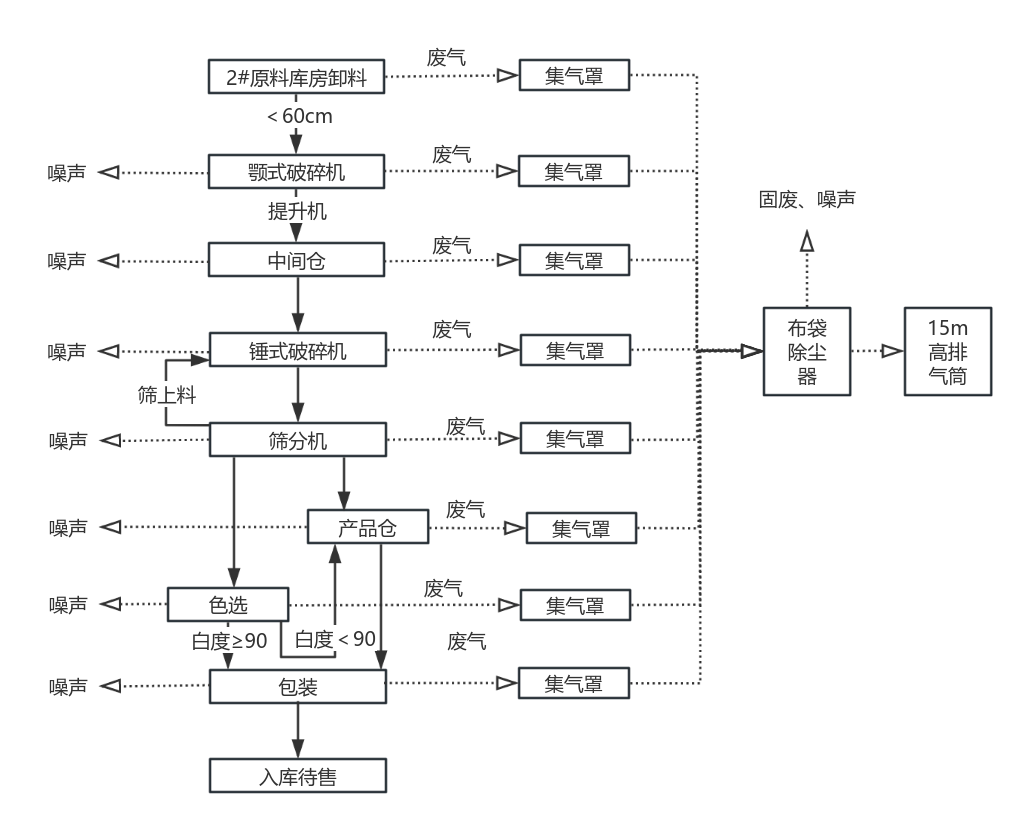 废气
2#原料库房卸料
集气罩
＜60cm
废气
噪声
颚式破碎机
集气罩
固废、噪声
提升机
废气
噪声
中间仓
集气罩
废气
布袋
除尘
器
15m
高排
气筒
噪声
锤式破碎机
集气罩
筛上料
废气
噪声
筛分机
集气罩
废气
噪声
产品仓
集气罩
废气
噪声
色选
集气罩
白度≥90
白度＜90
废气
噪声
包装
集气罩
入库待售